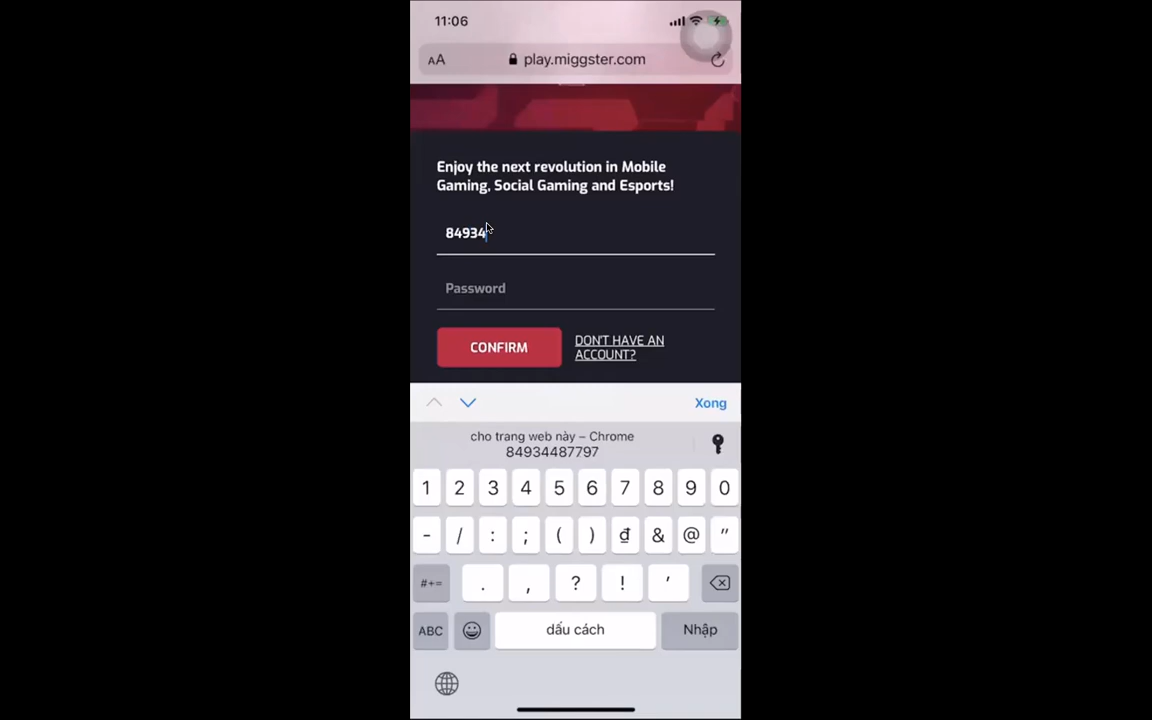 11:06
AA play.miggster.com
Enjoy the next revolution in Mobile
Gaming, Social Gaming and Esports!
84934
Password
CONFIRM
DON'T HAVE AN
ACCOUNT?
Xong
cho trang web này – Chrome
84934487797
1 2 3 4 5 6 7 8 9 0
- / : ; ( ) ₫ & @ "
#+= . , ? ! '
ABC dấu cách Nhập